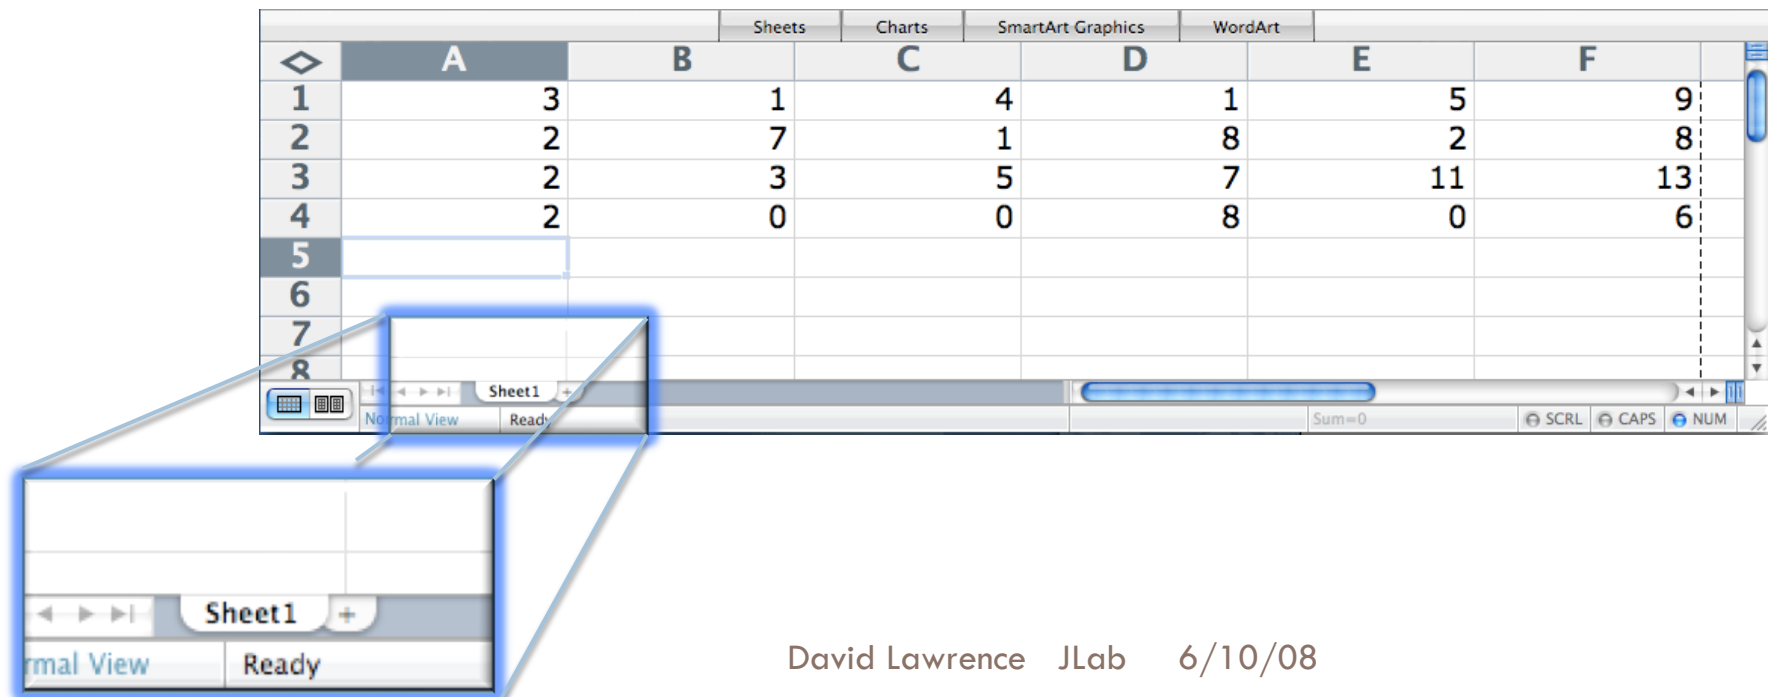 Sheets Charts SmartArt Graphics WordArt
A B C D E F
1 3 1 4 1 5 9
2 2 7 1 8 2 8
3 2 3 5 7 11 13
4 2 0 0 8 0 6
5
6
7
8
Sheet1 +
Normal View Ready Sum=0 SCRL CAPS NUM
Sheet1 +
rmal View Ready
David Lawrence JLab 6/10/08